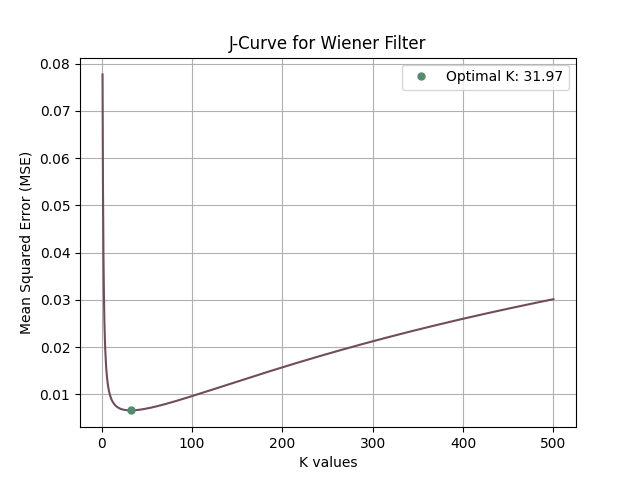 J-Curve for Wiener Filter
Optimal K: 31.97
Mean Squared Error (MSE)
0.08
0.07
0.06
0.05
0.04
0.03
0.02
0.01
0 100 200 300 400 500
K values